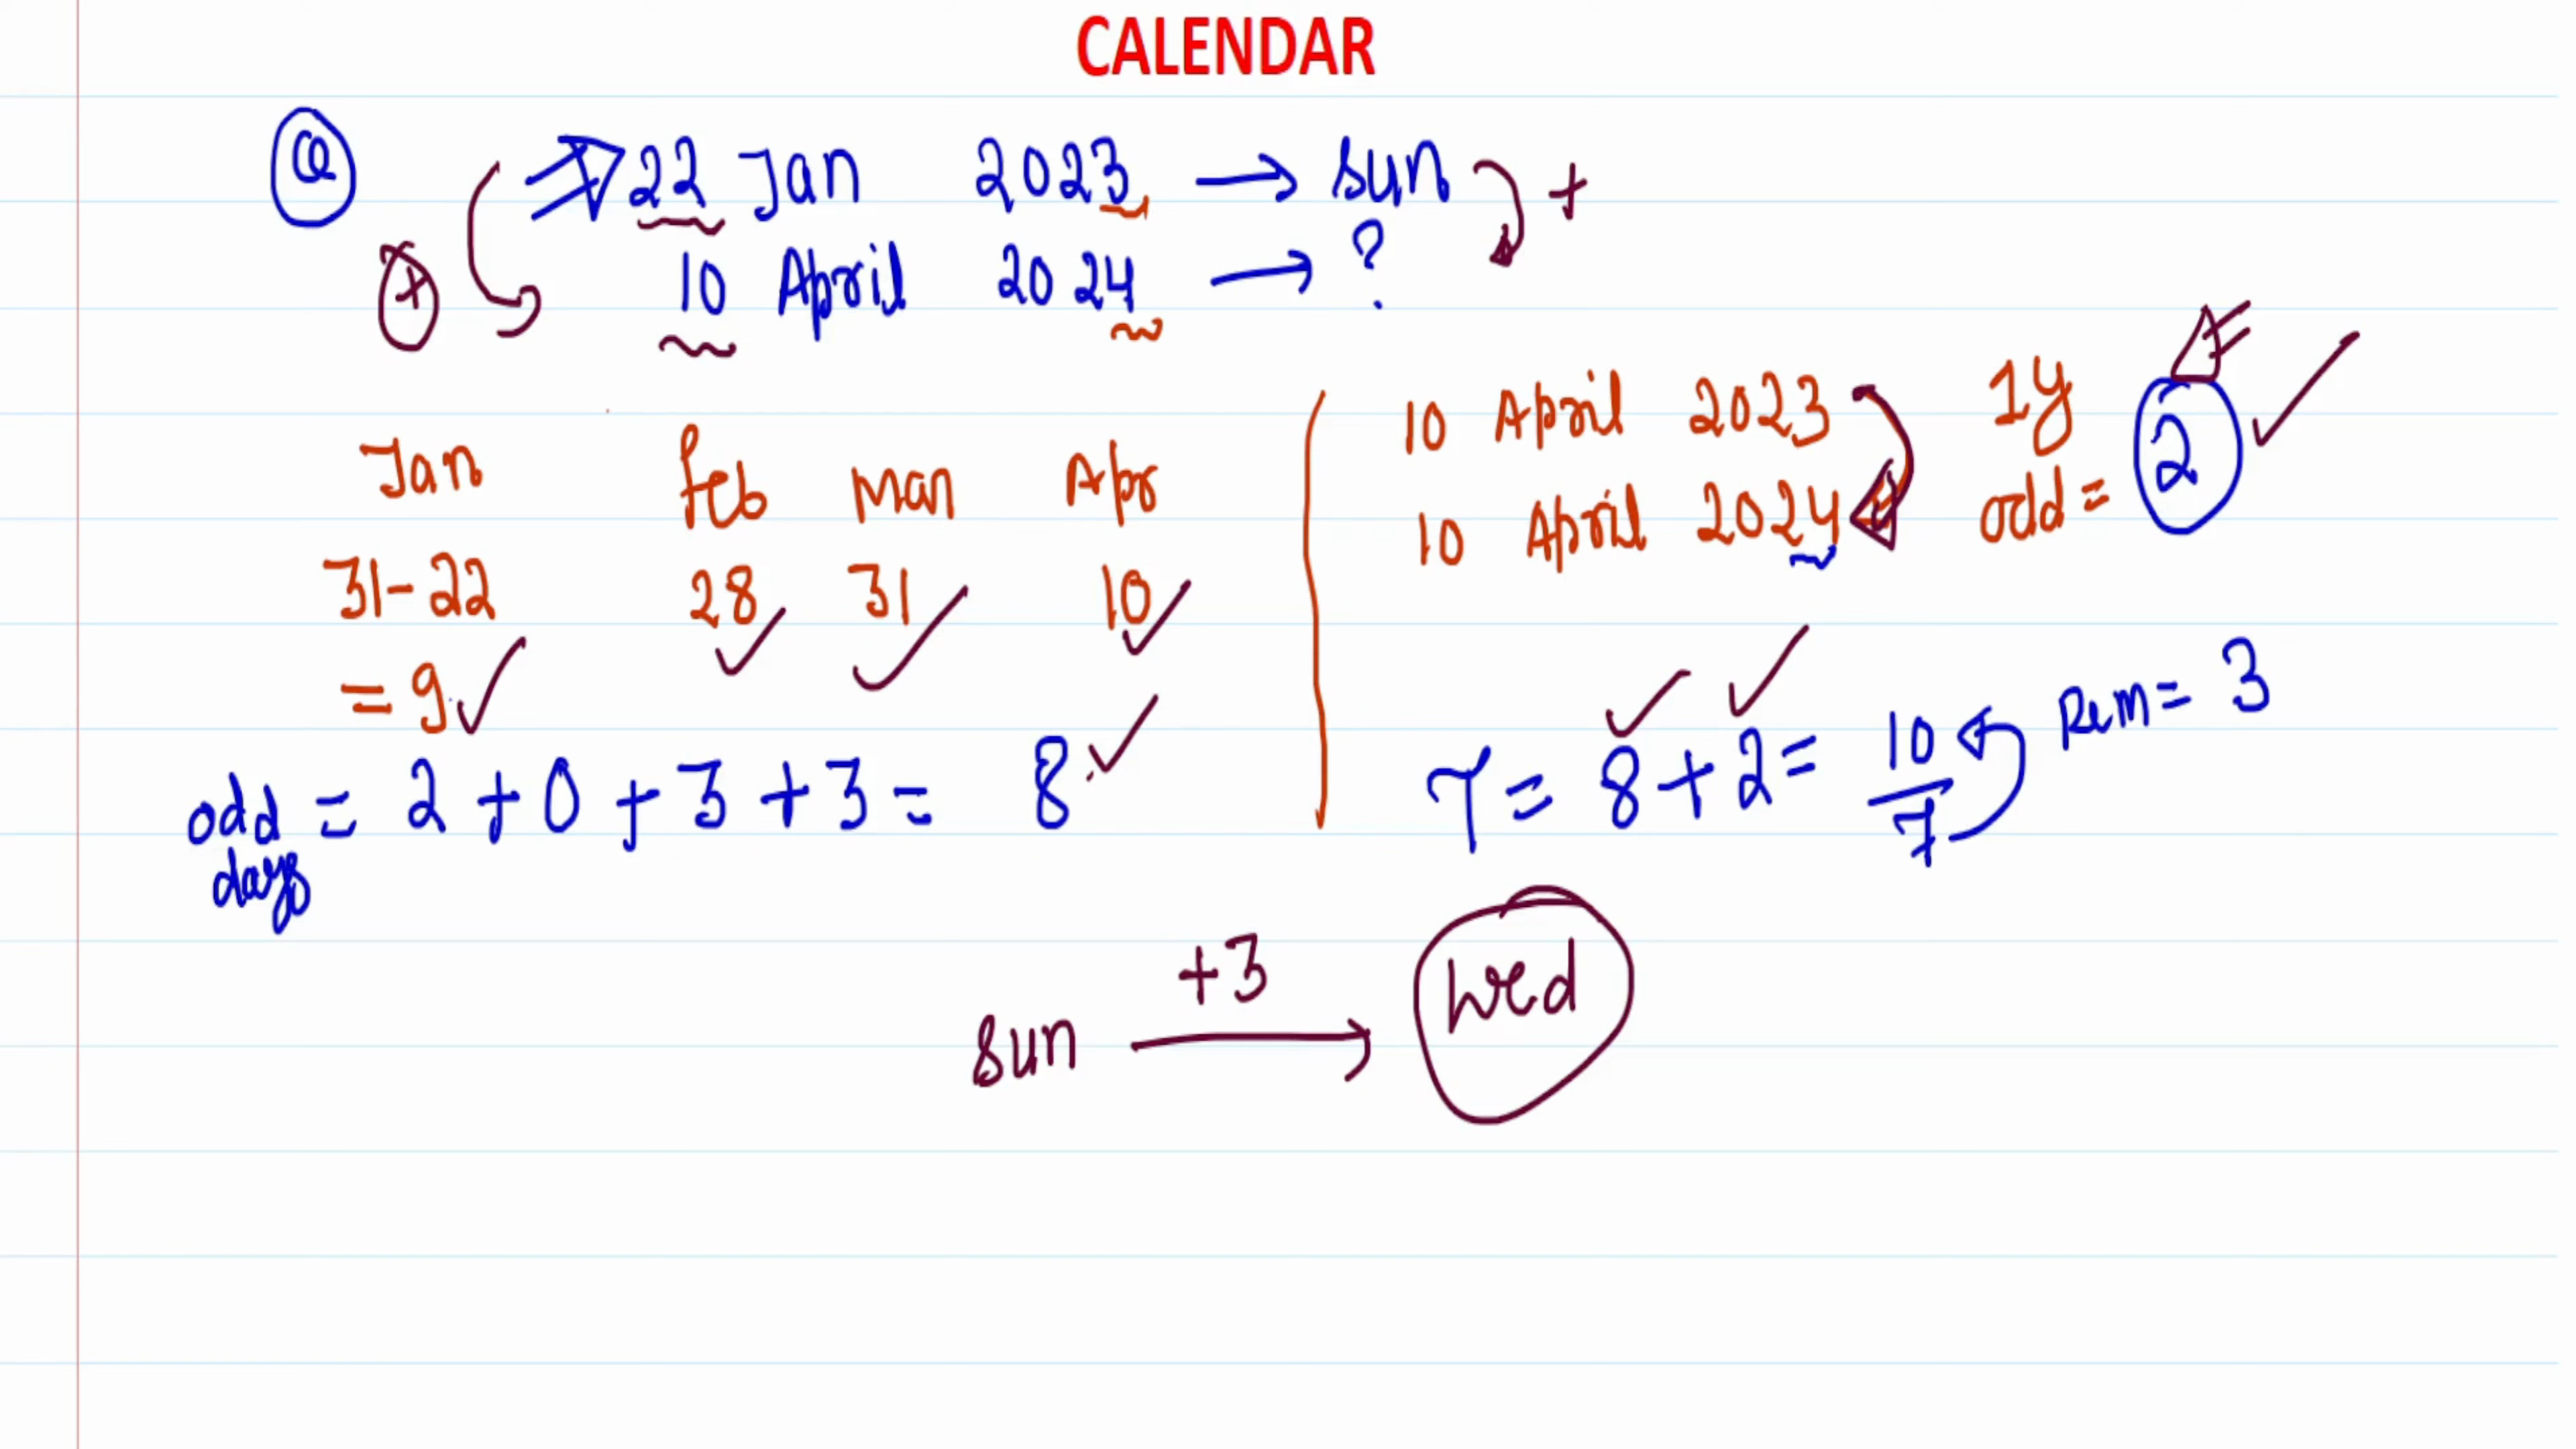 CALENDAR
Q 22 Jan 2023 → Sun +
+ 10 April 2024 → ?
Jan Feb Mar Apr
31-22 28 31 10
= 9
odd days = 2 + 0 + 3 + 3 = 8
10 April 2023 1y
10 April 2024 odd = 2
T = 8 + 2 = 10/7 Rem = 3
Sun +3 → Wed